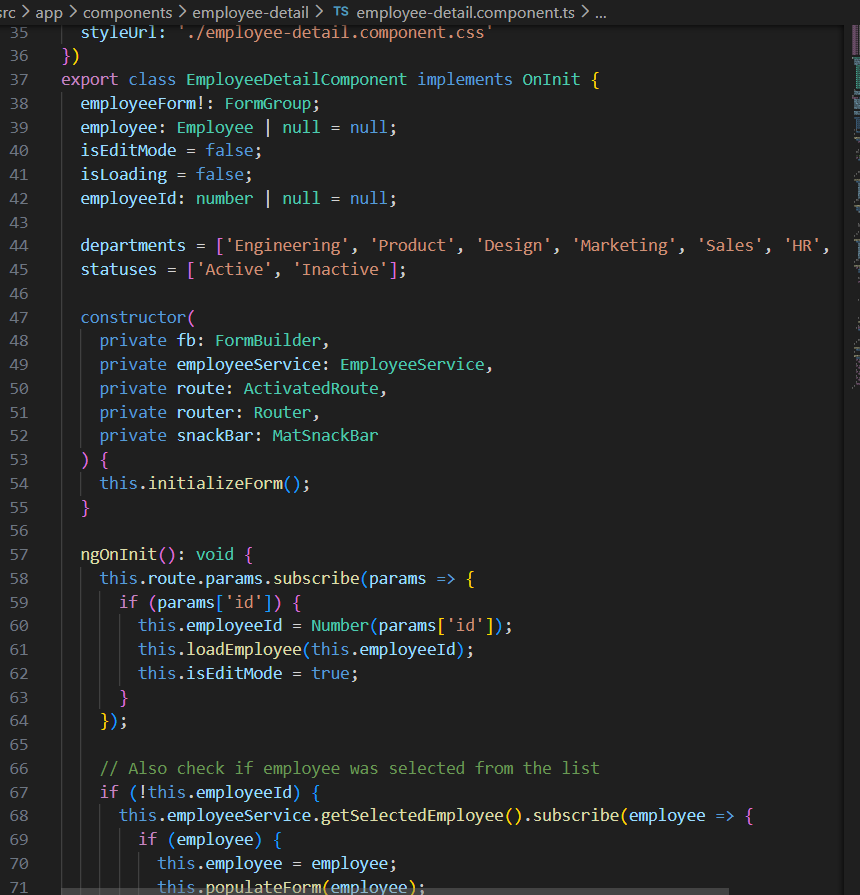 src > app > components > employee-detail > TS employee-detail.component.ts > ...
35 styleUrl: './employee-detail.component.css'
36 })
37 export class EmployeeDetailComponent implements OnInit {
38 employeeForm!: FormGroup;
39 employee: Employee | null = null;
40 isEditMode = false;
41 isLoading = false;
42 employeeId: number | null = null;
43
44 departments = ['Engineering', 'Product', 'Design', 'Marketing', 'Sales', 'HR',
45 statuses = ['Active', 'Inactive'];
46
47 constructor(
48 private fb: FormBuilder,
49 private employeeService: EmployeeService,
50 private route: ActivatedRoute,
51 private router: Router,
52 private snackBar: MatSnackBar
53 ) {
54 this.initializeForm();
55 }
56
57 ngOnInit(): void {
58 this.route.params.subscribe(params => {
59 if (params['id']) {
60 this.employeeId = Number(params['id']);
61 this.loadEmployee(this.employeeId);
62 this.isEditMode = true;
63 }
64 });
65
66 // Also check if employee was selected from the list
67 if (!this.employeeId) {
68 this.employeeService.getSelectedEmployee().subscribe(employee => {
69 if (employee) {
70 this.employee = employee;
71 this.populateForm(employee);